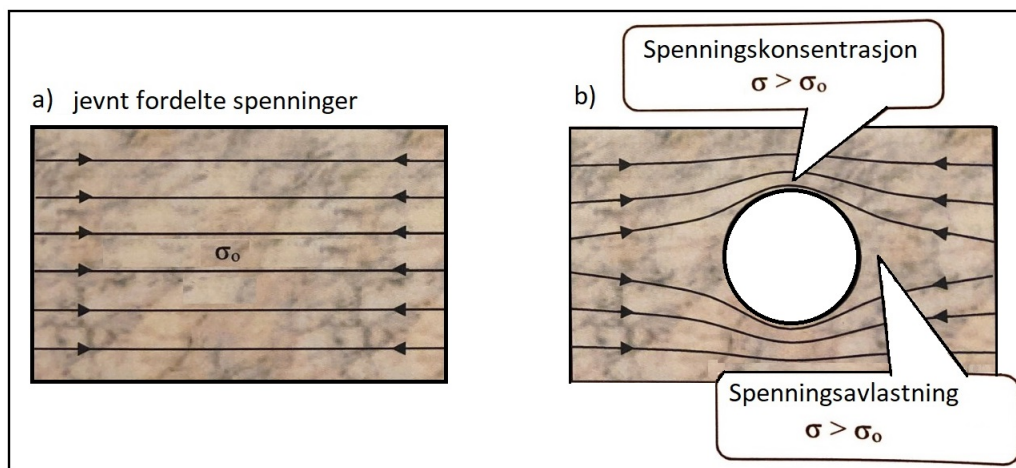 a) jevnt fordelte spenninger
σₒ
b)
Spenningskonsentrasjon
σ > σₒ
Spenningsavlastning
σ > σₒ